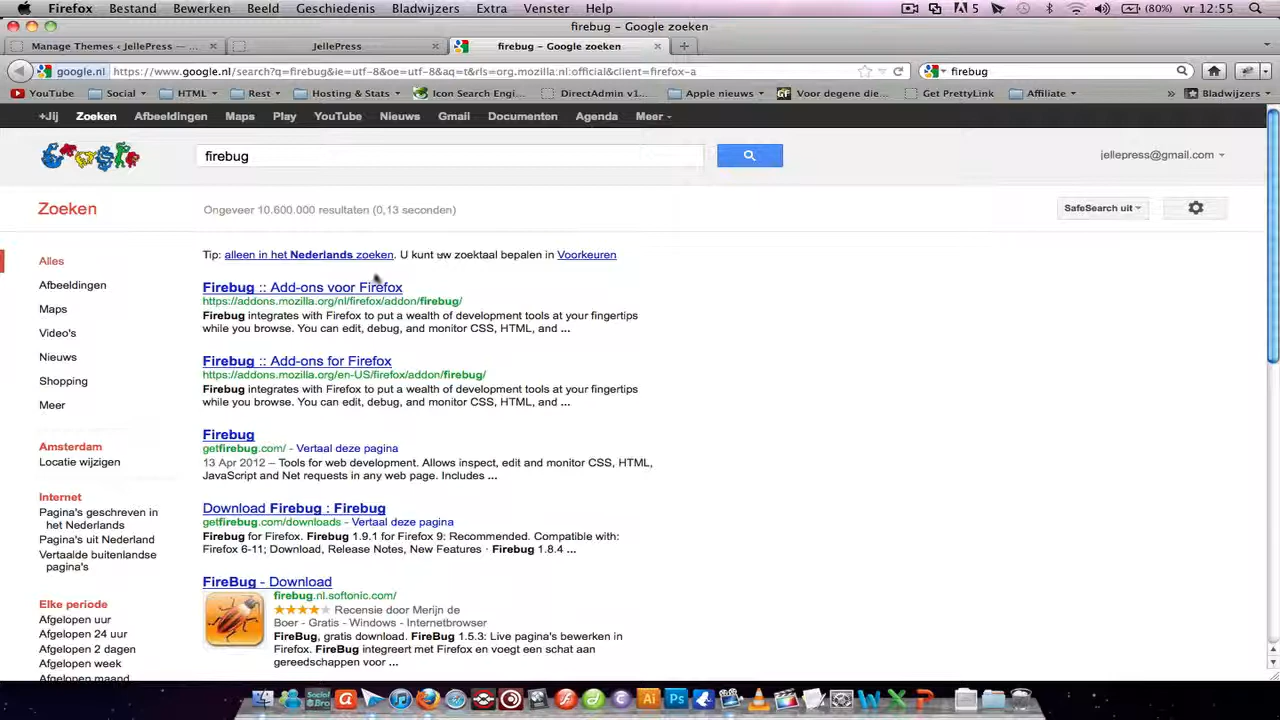 Firefox Bestand Bewerken Beeld Geschiedenis Bladwijzers Extra Venster Help 5 (80%) vr 12:55
firebug – Google zoeken
Manage Themes ‹ JellePress — ... JellePress firebug – Google zoeken
google.nl https://www.google.nl/search?q=firebug&ie=utf-8&oe=utf-8&aq=t&rls=org.mozilla:nl:official&client=firefox-a firebug
YouTube Social HTML Rest Hosting & Stats Icon Search Engi... DirectAdmin v1... Apple nieuws Voor degene die... Get PrettyLink Affiliate » Bladwijzers
+Jij Zoeken Afbeeldingen Maps Play YouTube Nieuws Gmail Documenten Agenda Meer
firebug jellepress@gmail.com
Zoeken Ongeveer 10.600.000 resultaten (0,13 seconden) SafeSearch uit
Tip: alleen in het Nederlands zoeken. U kunt uw zoektaal bepalen in Voorkeuren
Alles
Afbeeldingen
Maps
Video's
Nieuws
Shopping
Meer
Amsterdam
Locatie wijzigen
Internet
Pagina's geschreven in
het Nederlands
Pagina's uit Nederland
Vertaalde buitenlandse
pagina's
Elke periode
Afgelopen uur
Afgelopen 24 uur
Afgelopen 2 dagen
Afgelopen week
Afgelopen maand
Firebug :: Add-ons voor Firefox
https://addons.mozilla.org/nl/firefox/addon/firebug/
Firebug integrates with Firefox to put a wealth of development tools at your fingertips
while you browse. You can edit, debug, and monitor CSS, HTML, and ...
Firebug :: Add-ons for Firefox
https://addons.mozilla.org/en-US/firefox/addon/firebug/
Firebug integrates with Firefox to put a wealth of development tools at your fingertips
while you browse. You can edit, debug, and monitor CSS, HTML, and ...
Firebug
getfirebug.com/ - Vertaal deze pagina
13 Apr 2012 – Tools for web development. Allows inspect, edit and monitor CSS, HTML,
JavaScript and Net requests in any web page. Includes ...
Download Firebug : Firebug
getfirebug.com/downloads - Vertaal deze pagina
Firebug for Firefox. Firebug 1.9.1 for Firefox 9: Recommended. Compatible with:
Firefox 6-11; Download, Release Notes, New Features · Firebug 1.8.4 ...
FireBug - Download
firebug.nl.softonic.com/
Recensie door Merijn de
Boer - Gratis - Windows - Internetbrowser
FireBug, gratis download. FireBug 1.5.3: Live pagina's bewerken in
Firefox. FireBug integreert met Firefox en voegt een schat aan
gereedschappen voor ...